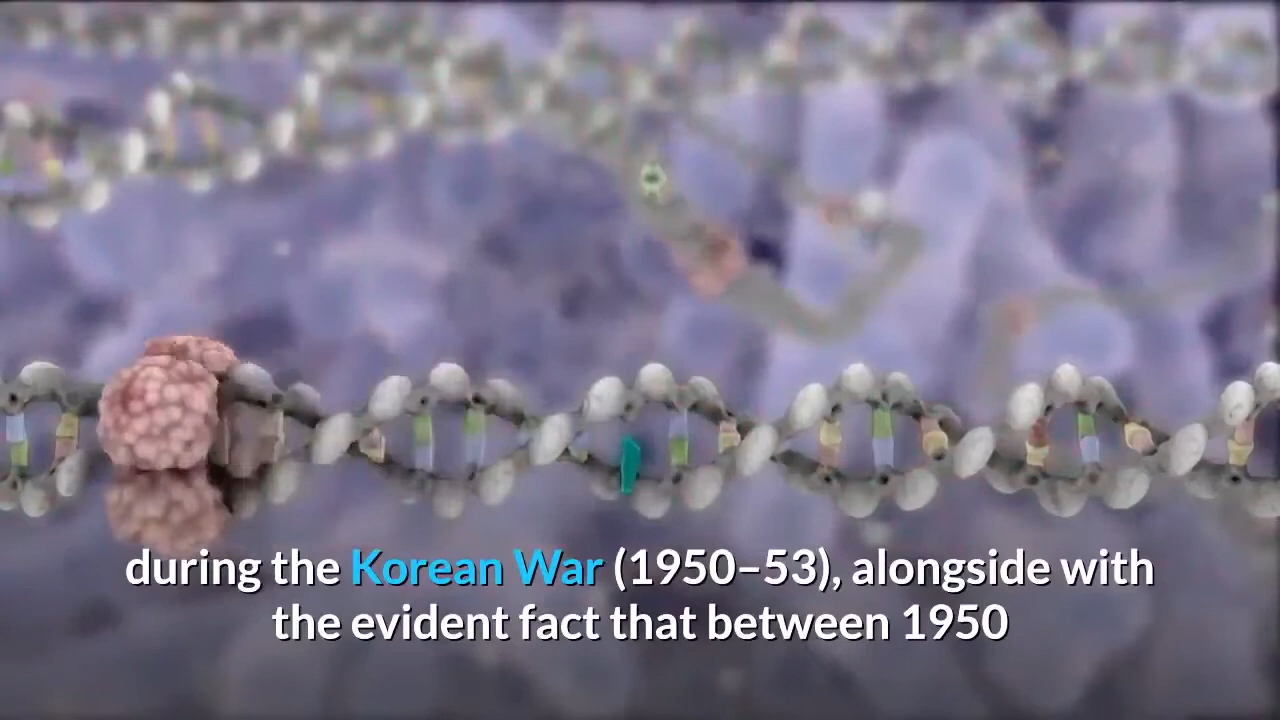 during the Korean War (1950–53), alongside with
the evident fact that between 1950